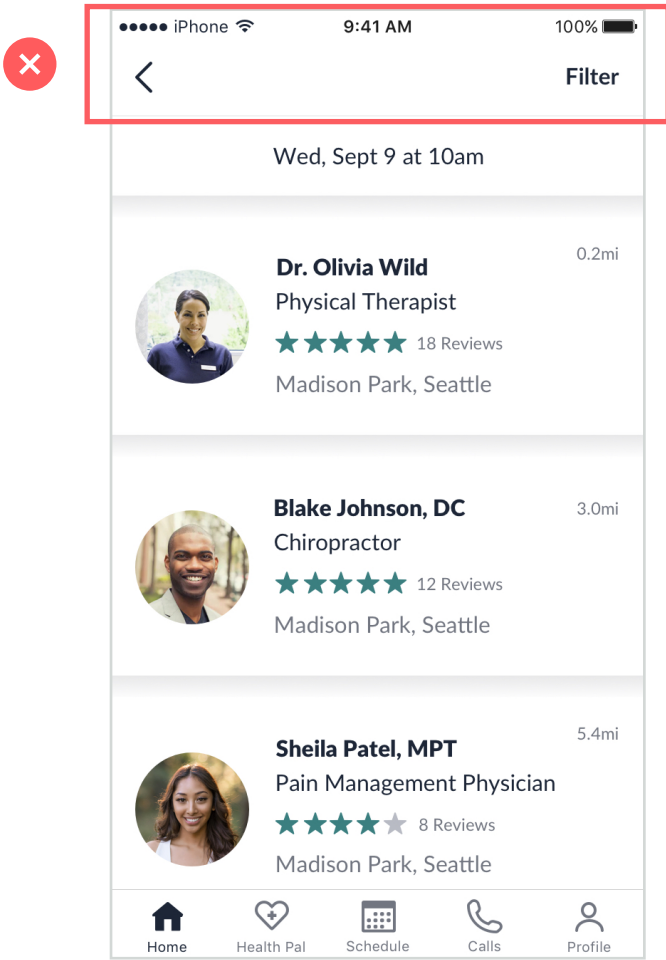 iPhone 9:41 AM 100%
Filter
Wed, Sept 9 at 10am
Dr. Olivia Wild 0.2mi
Physical Therapist
18 Reviews
Madison Park, Seattle
Blake Johnson, DC 3.0mi
Chiropractor
12 Reviews
Madison Park, Seattle
Sheila Patel, MPT 5.4mi
Pain Management Physician
8 Reviews
Madison Park, Seattle
Home Health Pal Schedule Calls Profile